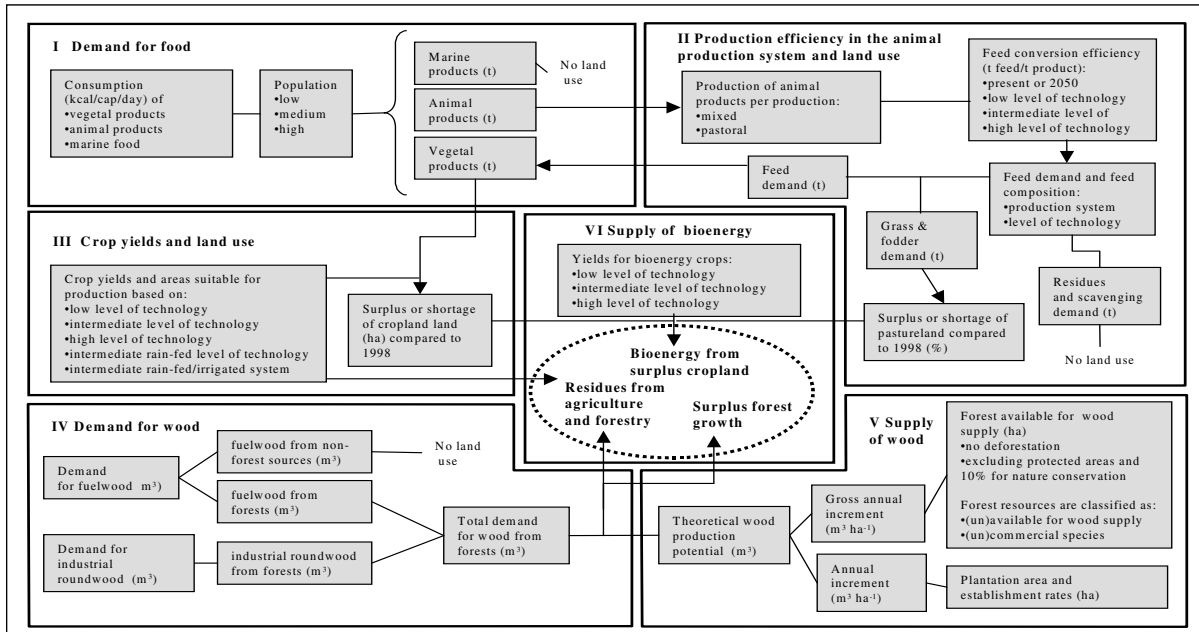 I Demand for food
Consumption
(kcal/cap/day) of
•vegetal products
•animal products
•marine food
Population
•low
•medium
•high
Marine
products (t)
No land
use
Animal
products (t)
Vegetal
products (t)
II Production efficiency in the animal
production system and land use
Production of animal
products per production:
•mixed
•pastoral
Feed conversion efficiency
(t feed/t product):
•present or 2050
•low level of technology
•intermediate level of
•high level of technology
Feed
demand (t)
Feed demand and feed
composition:
•production system
•level of technology
Grass &
fodder
demand (t)
Residues
and scavenging
demand (t)
Surplus or shortage of
pastureland compared
to 1998 (%)
No land use
III Crop yields and land use
Crop yields and areas suitable for
production based on:
•low level of technology
•intermediate level of technology
•high level of technology
•intermediate rain-fed level of technology
•intermediate rain-fed/irrigated system
Surplus or shortage
of cropland land
(ha) compared to
1998
VI Supply of bioenergy
Yields for bioenergy crops:
•low level of technology
•intermediate level of technology
•high level of technology
Bioenergy from
surplus cropland
Residues from
agriculture
and forestry
Surplus forest
growth
IV Demand for wood
Demand
for fuelwood m³)
fuelwood from non-
forest sources (m³)
No land
use
fuelwood from
forests (m³)
Demand for
industrial
roundwood (m³)
industrial roundwood
from forests (m³)
Total demand
for wood from
forests (m³)
V Supply
of wood
Theoretical wood
production
potential (m³)
Gross annual
increment
(m³ ha⁻¹)
Annual
increment
(m³ ha⁻¹)
Forest available for wood
supply (ha)
•no deforestation
•excluding protected areas and
10% for nature conservation
Forest resources are classified as:
•(un)available for wood supply
•(un)commercial species
Plantation area and
establishment rates (ha)